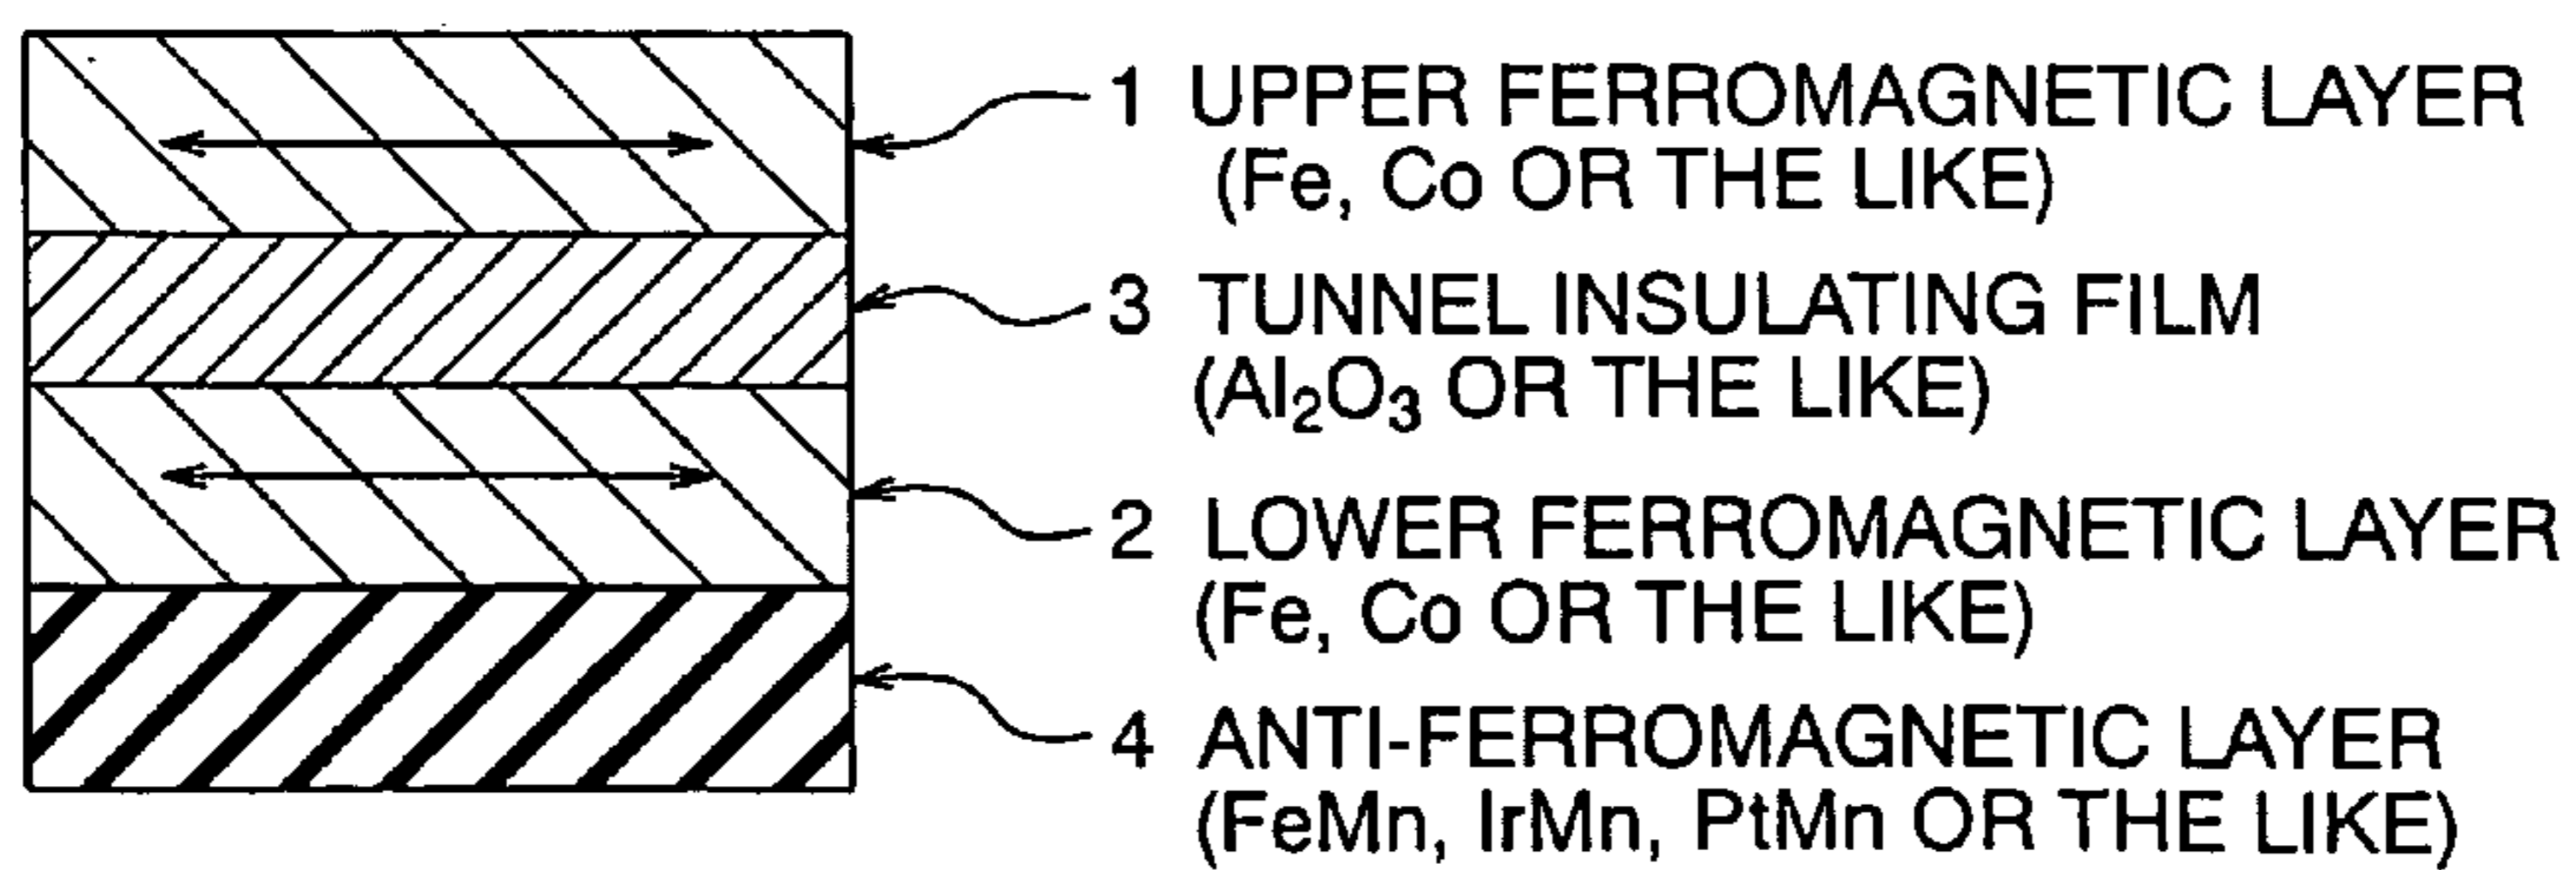 1 UPPER FERROMAGNETIC LAYER
(Fe, Co OR THE LIKE)
3 TUNNEL INSULATING FILM
(Al₂O₃ OR THE LIKE)
2 LOWER FERROMAGNETIC LAYER
(Fe, Co OR THE LIKE)
4 ANTI-FERROMAGNETIC LAYER
(FeMn, IrMn, PtMn OR THE LIKE)